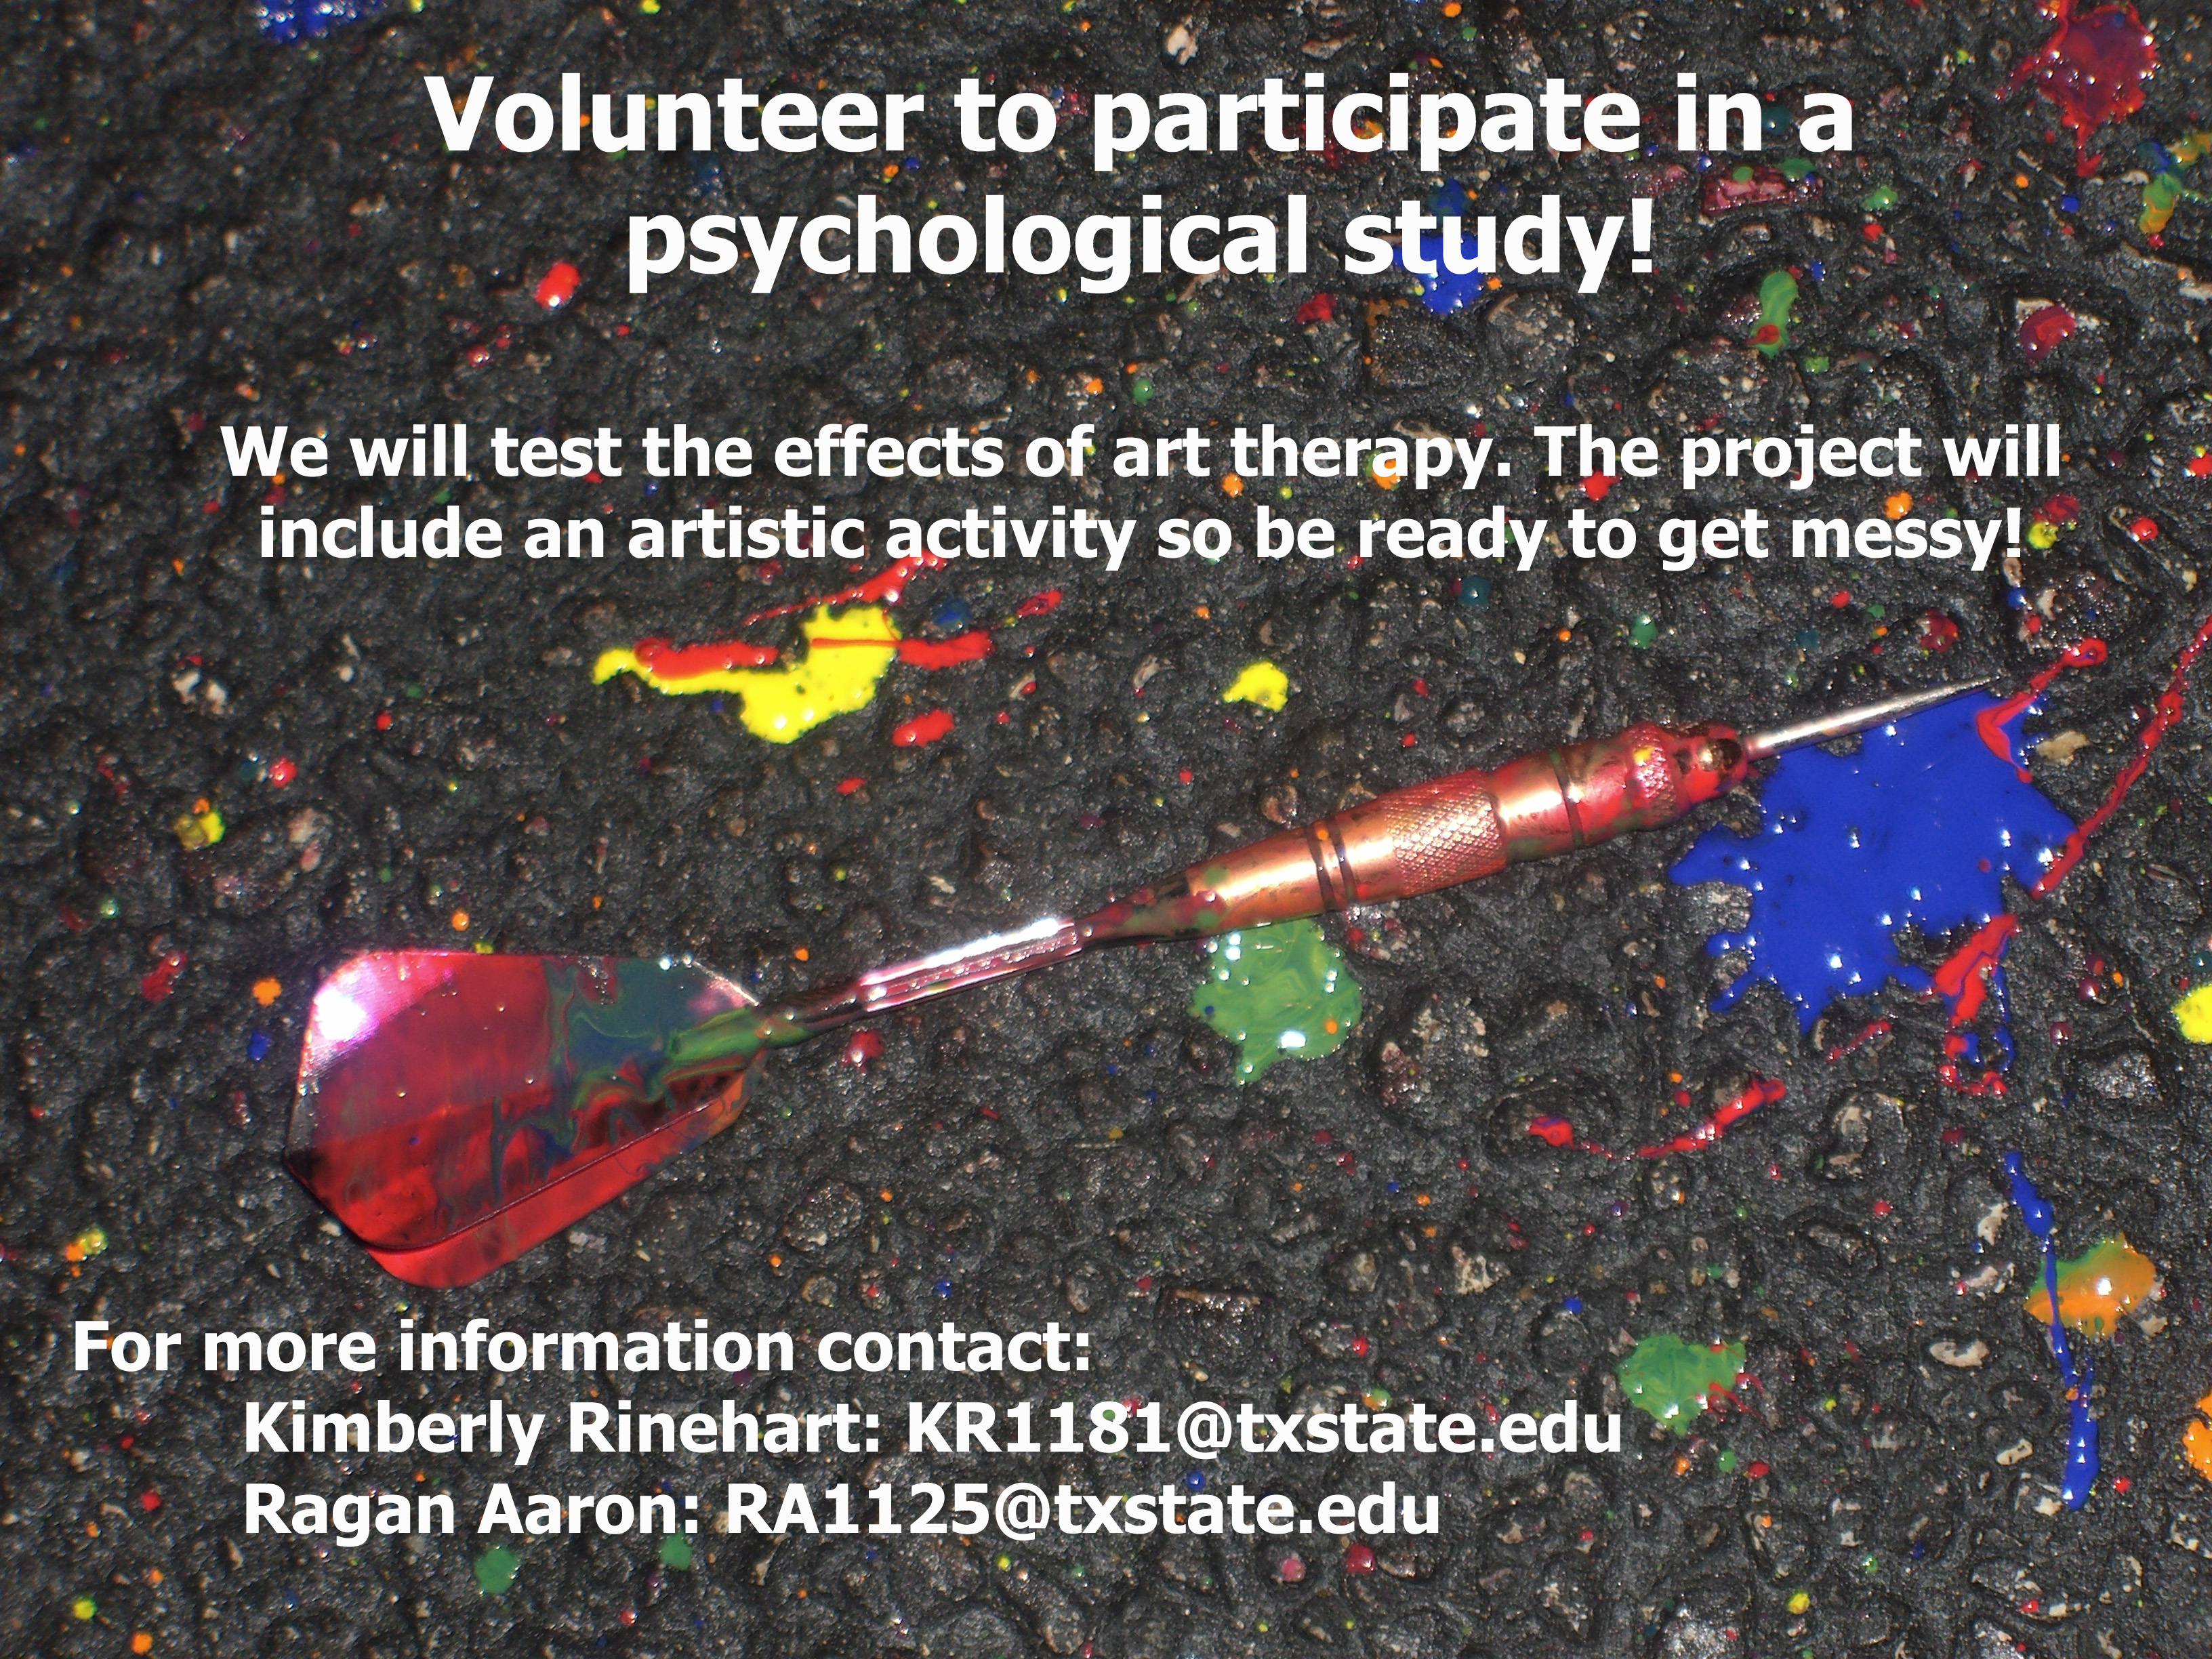 Volunteer to participate in a
psychological study!
We will test the effects of art therapy. The project will
include an artistic activity so be ready to get messy!
For more information contact:
Kimberly Rinehart: KR1181@txstate.edu
Ragan Aaron: RA1125@txstate.edu